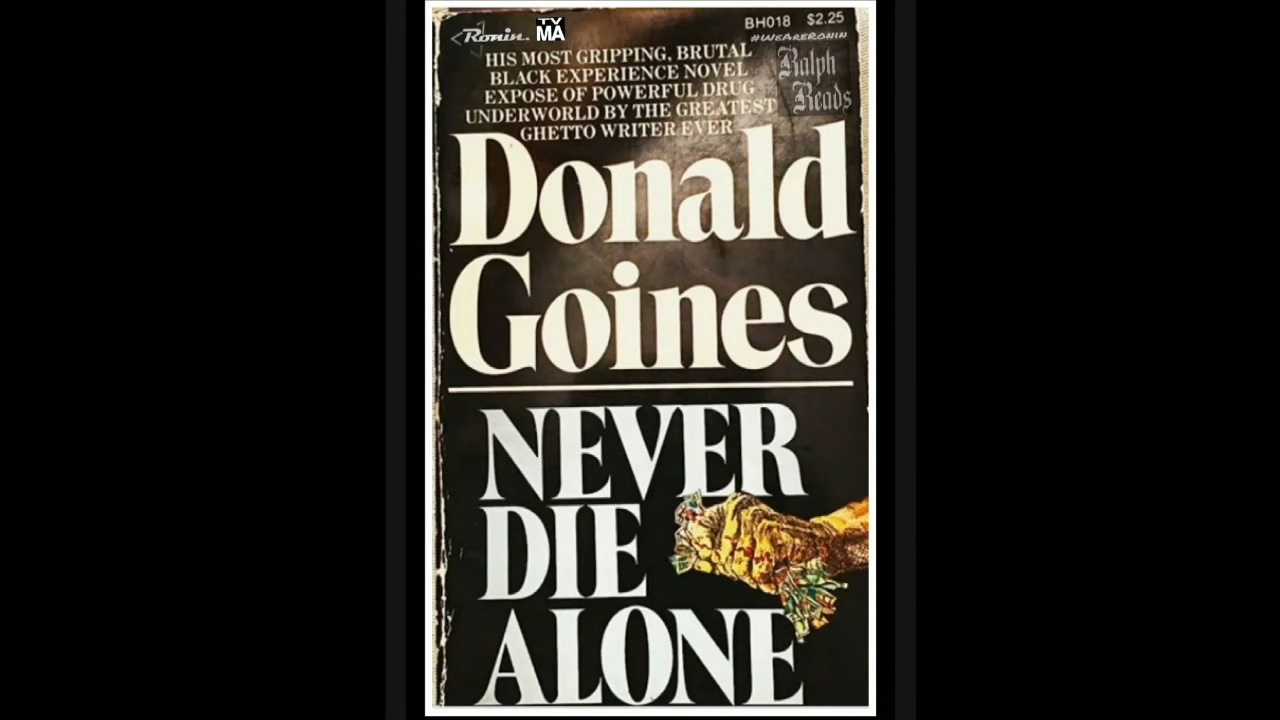 Ronin.
TV
MA
BH018 $2.25
#WeAreRonin
Ralph
Reads
HIS MOST GRIPPING, BRUTAL
BLACK EXPERIENCE NOVEL
EXPOSE OF POWERFUL DRUG
UNDERWORLD BY THE GREATEST
GHETTO WRITER EVER
Donald
Goines
NEVER
DIE
ALONE